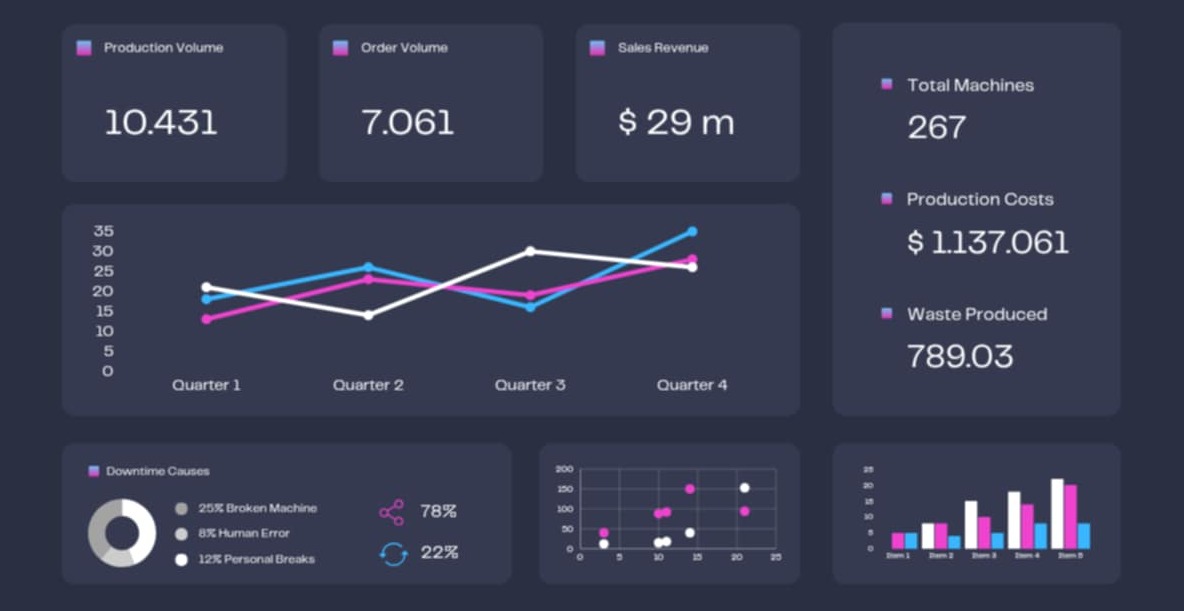 Production Volume
10.431
Order Volume
7.061
Sales Revenue
$ 29 m
Total Machines
267
Production Costs
$ 1.137.061
Waste Produced
789.03
35
30
25
20
15
10
5
0
Quarter 1 Quarter 2 Quarter 3 Quarter 4
Downtime Causes
25% Broken Machine
8% Human Error
12% Personal Breaks
78%
22%
200
150
100
50
0
0 5 10 15 20 25
25
20
15
10
5
0
Item 1 Item 2 Item 3 Item 4 Item 5